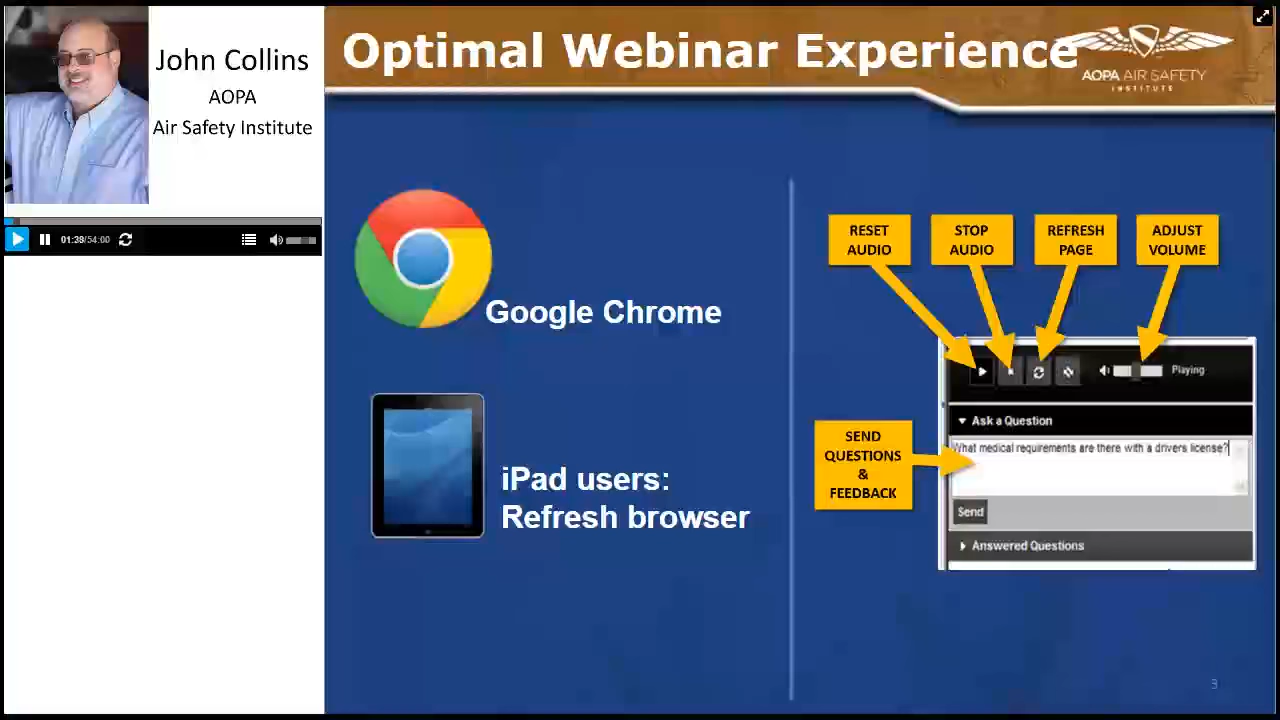 John Collins
AOPA
Air Safety Institute
01:38/54:00
Optimal Webinar Experience
AOPA AIR SAFETY
INSTITUTE
Google Chrome
iPad users:
Refresh browser
RESET
AUDIO
STOP
AUDIO
REFRESH
PAGE
ADJUST
VOLUME
Playing
Ask a Question
SEND
QUESTIONS
&
FEEDBACK
What medical requirements are there with a drivers license?
Send
Answered Questions
3